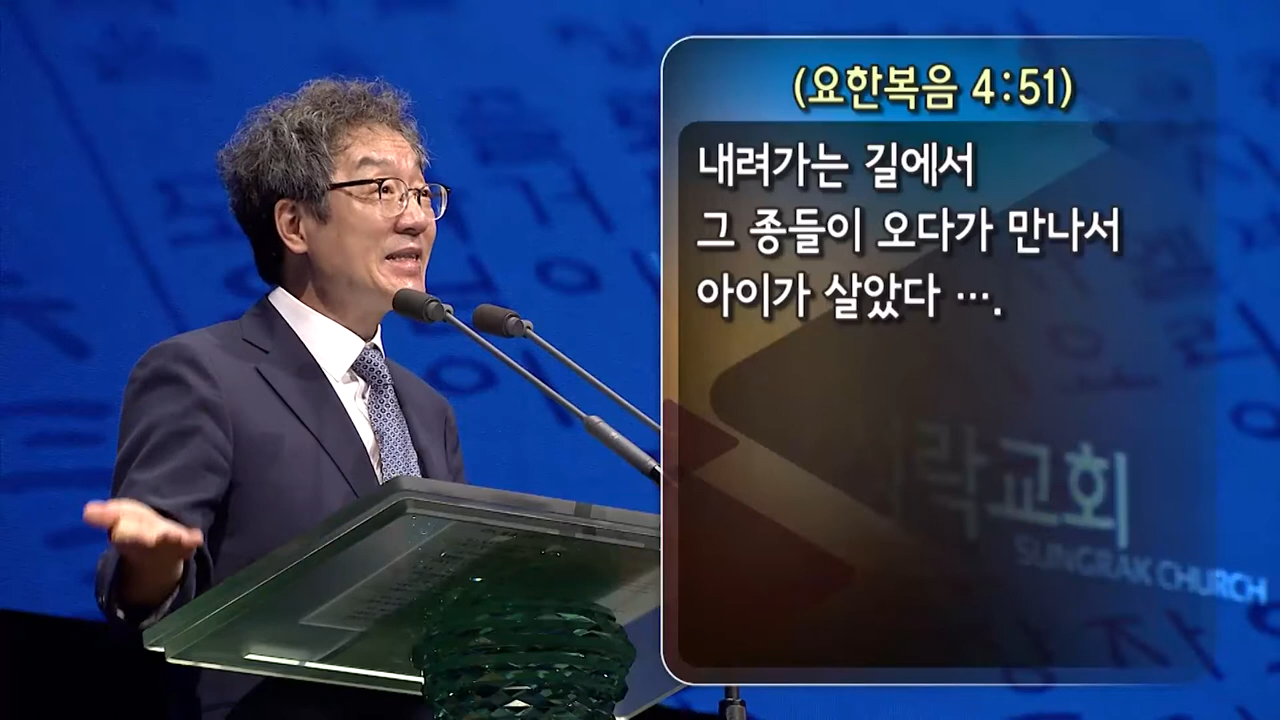 (요한복음 4:51)
내려가는 길에서
그 종들이 오다가 만나서
아이가 살았다 ….
락교회
SUNGRAK CHURCH